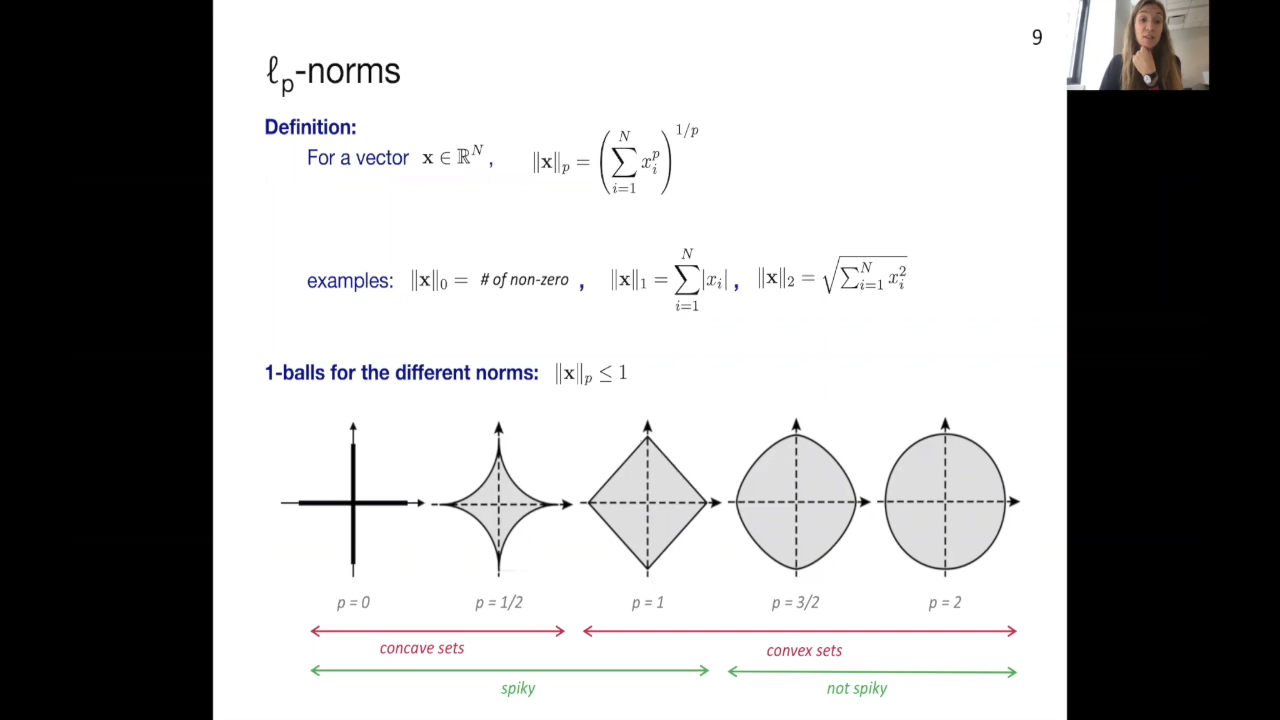 9
ℓₚ-norms
Definition:
For a vector x ∈ ℝᴺ , ‖x‖ₚ = (∑_{i=1}^{N} x_i^p)^{1/p}
examples: ‖x‖₀ = # of non-zero , ‖x‖₁ = ∑_{i=1}^{N} |x_i| , ‖x‖₂ = √(∑_{i=1}^{N} x_i^2)
1-balls for the different norms: ‖x‖ₚ ≤ 1
p = 0 p = 1/2 p = 1 p = 3/2 p = 2
concave sets convex sets
spiky not spiky